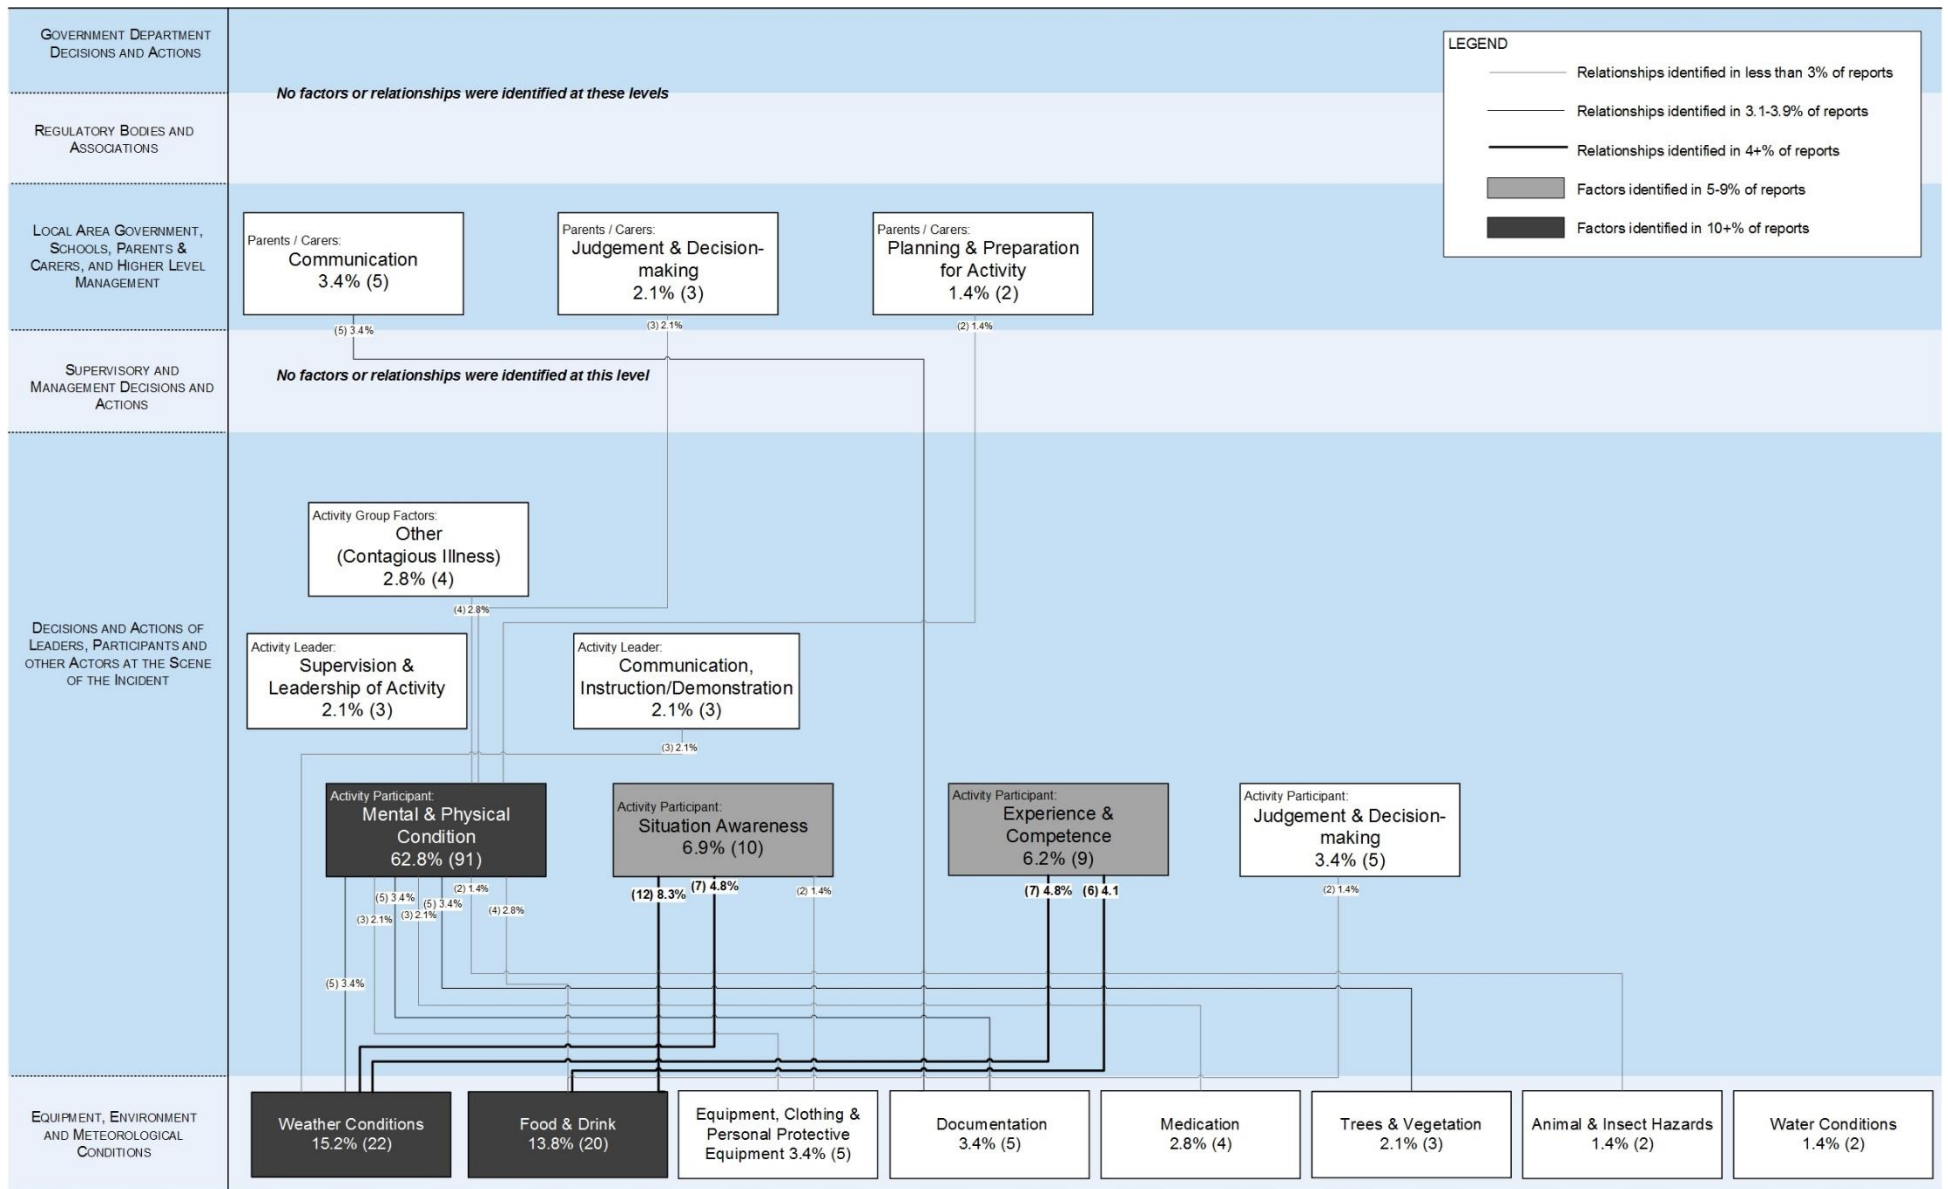 GOVERNMENT DEPARTMENT
DECISIONS AND ACTIONS
No factors or relationships were identified at these levels
REGULATORY BODIES AND
ASSOCIATIONS
LEGEND
Relationships identified in less than 3% of reports
Relationships identified in 3.1-3.9% of reports
Relationships identified in 4+% of reports
Factors identified in 5-9% of reports
Factors identified in 10+% of reports
LOCAL AREA GOVERNMENT,
SCHOOLS, PARENTS &
CARERS, AND HIGHER LEVEL
MANAGEMENT
Parents / Carers:
Communication
3.4% (5)
Parents / Carers:
Judgement & Decision-
making
2.1% (3)
Parents / Carers:
Planning & Preparation
for Activity
1.4% (2)
(5) 3.4%
(3) 2.1%
(2) 1.4%
SUPERVISORY AND
MANAGEMENT DECISIONS AND
ACTIONS
No factors or relationships were identified at this level
DECISIONS AND ACTIONS OF
LEADERS, PARTICIPANTS AND
OTHER ACTORS AT THE SCENE
OF THE INCIDENT
Activity Group Factors:
Other
(Contagious Illness)
2.8% (4)
(4) 2.8%
Activity Leader:
Supervision &
Leadership of Activity
2.1% (3)
Activity Leader:
Communication,
Instruction/Demonstration
2.1% (3)
(3) 2.1%
Activity Participant:
Mental & Physical
Condition
62.8% (91)
Activity Participant:
Situation Awareness
6.9% (10)
Activity Participant:
Experience &
Competence
6.2% (9)
Activity Participant:
Judgement & Decision-
making
3.4% (5)
(5) 3.4%
(3) 2.1%
(5) 3.4%
(3) 2.1%
(5) 3.4%
(2) 1.4%
(4) 2.8%
(12) 8.3%
(7) 4.8%
(2) 1.4%
(7) 4.8%
(6) 4.1
(2) 1.4%
EQUIPMENT, ENVIRONMENT
AND METEOROLOGICAL
CONDITIONS
Weather Conditions
15.2% (22)
Food & Drink
13.8% (20)
Equipment, Clothing &
Personal Protective
Equipment 3.4% (5)
Documentation
3.4% (5)
Medication
2.8% (4)
Trees & Vegetation
2.1% (3)
Animal & Insect Hazards
1.4% (2)
Water Conditions
1.4% (2)